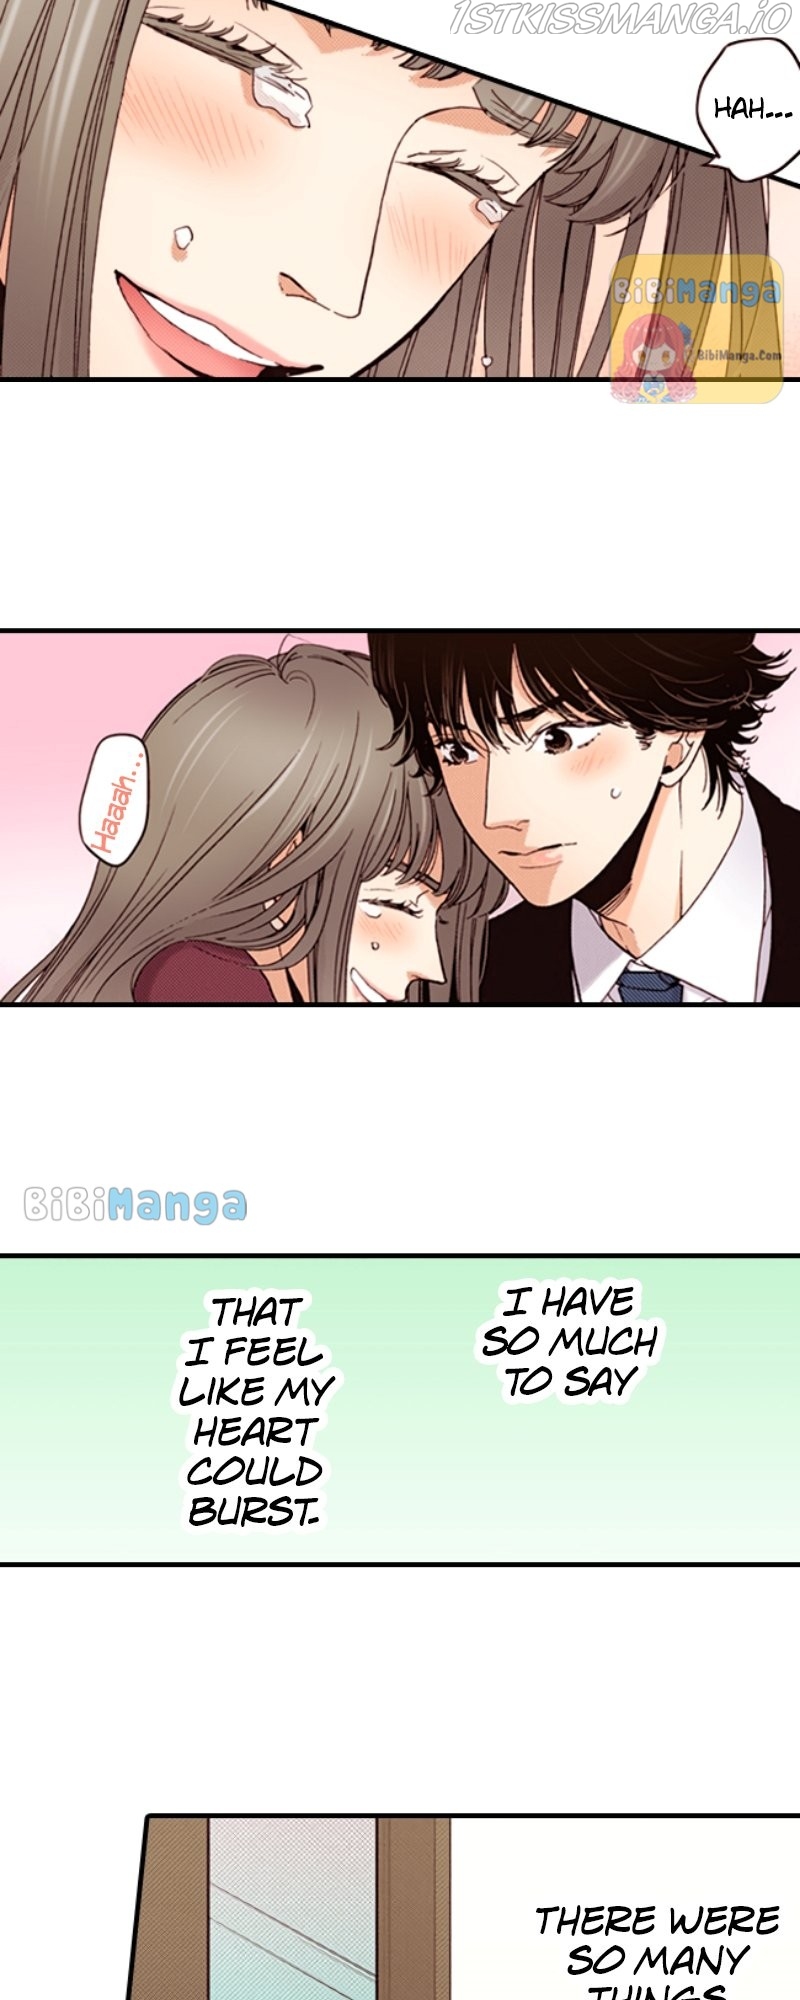 1STKISSMANGA.IO
HAH...
BiBiManga
BibiManga.Com
Haaah...
BiBiManga
I HAVE
SO MUCH
TO SAY
THAT
I FEEL
LIKE MY
HEART
COULD
BURST.
THERE WERE
SO MANY
THINGS